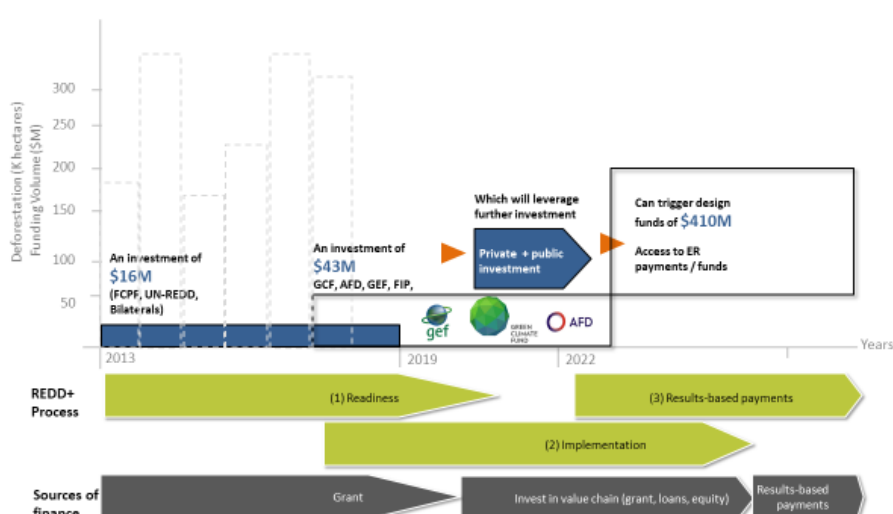 Deforestation (K hectares)
Funding Volume ($M)
300
250
200
150
100
50
An investment of
$16M
(FCPF, UN-REDD,
Bilaterals)
An investment of
$43M
GCF, AFD, GEF, FIP,
Which will leverage
further investment
Private + public
investment
Can trigger design
funds of $410M
Access to ER
payments / funds
gef
GREEN
CLIMATE
FUND
AFD
2013
2019
2022
Years
REDD+
Process
(1) Readiness
(3) Results-based payments
(2) Implementation
Sources of
finance
Grant
Invest in value chain (grant, loans, equity)
Results-based
payments